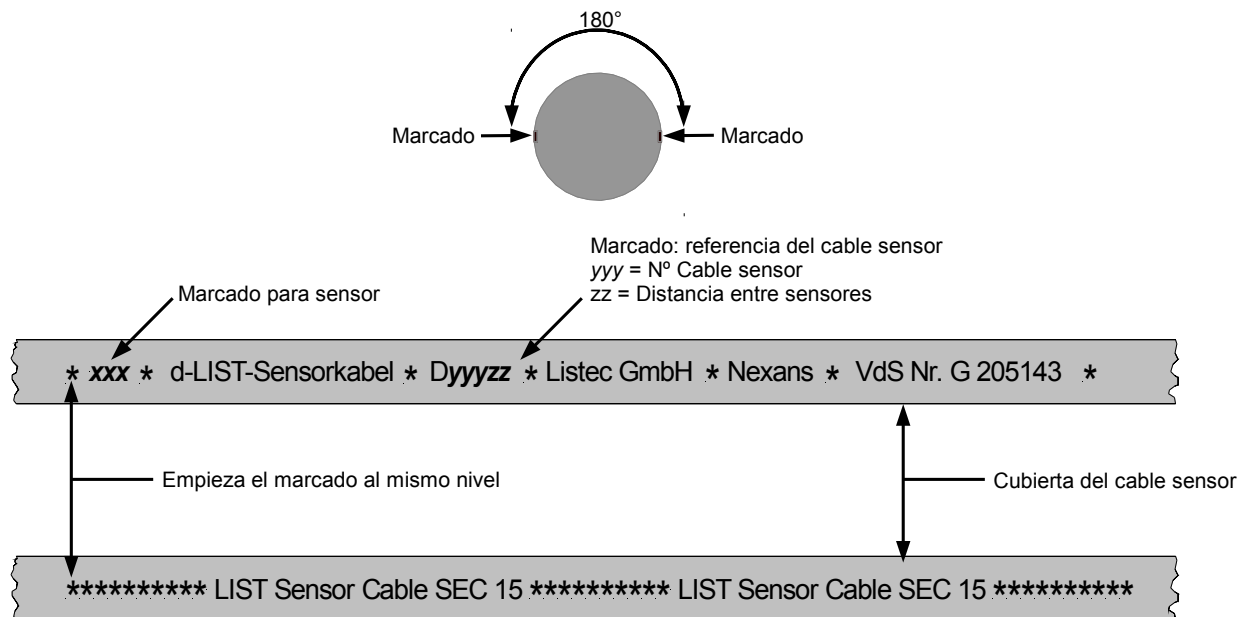 180°
Marcado
Marcado
Marcado: referencia del cable sensor
yyy = Nº Cable sensor
zz = Distancia entre sensores
Marcado para sensor
* xxx * d-LIST-Sensorkabel * Dyyyzz * Listec GmbH * Nexans * VdS Nr. G 205143 *
Empieza el marcado al mismo nivel
Cubierta del cable sensor
********** LIST Sensor Cable SEC 15 ********** LIST Sensor Cable SEC 15 **********